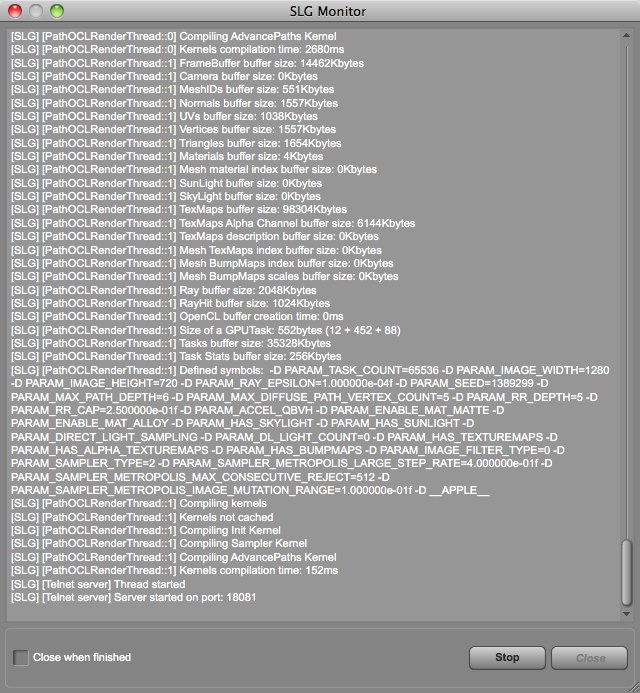 SLG Monitor
[SLG] [PathOCLRenderThread::0] Compiling AdvancePaths Kernel
[SLG] [PathOCLRenderThread::0] Kernels compilation time: 2680ms
[SLG] [PathOCLRenderThread::1] FrameBuffer buffer size: 14462Kbytes
[SLG] [PathOCLRenderThread::1] Camera buffer size: 0Kbytes
[SLG] [PathOCLRenderThread::1] MeshIDs buffer size: 551Kbytes
[SLG] [PathOCLRenderThread::1] Normals buffer size: 1557Kbytes
[SLG] [PathOCLRenderThread::1] UVs buffer size: 1038Kbytes
[SLG] [PathOCLRenderThread::1] Vertices buffer size: 1557Kbytes
[SLG] [PathOCLRenderThread::1] Triangles buffer size: 1654Kbytes
[SLG] [PathOCLRenderThread::1] Materials buffer size: 4Kbytes
[SLG] [PathOCLRenderThread::1] Mesh material index buffer size: 0Kbytes
[SLG] [PathOCLRenderThread::1] SunLight buffer size: 0Kbytes
[SLG] [PathOCLRenderThread::1] SkyLight buffer size: 0Kbytes
[SLG] [PathOCLRenderThread::1] TexMaps buffer size: 98304Kbytes
[SLG] [PathOCLRenderThread::1] TexMaps Alpha Channel buffer size: 6144Kbytes
[SLG] [PathOCLRenderThread::1] TexMaps description buffer size: 0Kbytes
[SLG] [PathOCLRenderThread::1] Mesh TexMaps index buffer size: 0Kbytes
[SLG] [PathOCLRenderThread::1] Mesh BumpMaps index buffer size: 0Kbytes
[SLG] [PathOCLRenderThread::1] Mesh BumpMaps scales buffer size: 0Kbytes
[SLG] [PathOCLRenderThread::1] Ray buffer size: 2048Kbytes
[SLG] [PathOCLRenderThread::1] RayHit buffer size: 1024Kbytes
[SLG] [PathOCLRenderThread::1] OpenCL buffer creation time: 0ms
[SLG] [PathOCLRenderThread::1] Size of a GPUTask: 552bytes (12 + 452 + 88)
[SLG] [PathOCLRenderThread::1] Tasks buffer size: 35328Kbytes
[SLG] [PathOCLRenderThread::1] Task Stats buffer size: 256Kbytes
[SLG] [PathOCLRenderThread::1] Defined symbols:  -D PARAM_TASK_COUNT=65536 -D PARAM_IMAGE_WIDTH=1280
-D PARAM_IMAGE_HEIGHT=720 -D PARAM_RAY_EPSILON=1.000000e-04f -D PARAM_SEED=1389299 -D
PARAM_MAX_PATH_DEPTH=6 -D PARAM_MAX_DIFFUSE_PATH_VERTEX_COUNT=5 -D PARAM_RR_DEPTH=5 -D
PARAM_RR_CAP=2.500000e-01f -D PARAM_ACCEL_QBVH -D PARAM_ENABLE_MAT_MATTE -D
PARAM_ENABLE_MAT_ALLOY -D PARAM_HAS_SKYLIGHT -D PARAM_HAS_SUNLIGHT -D
PARAM_DIRECT_LIGHT_SAMPLING -D PARAM_DL_LIGHT_COUNT=0 -D PARAM_HAS_TEXTUREMAPS -D
PARAM_HAS_ALPHA_TEXTUREMAPS -D PARAM_HAS_BUMPMAPS -D PARAM_IMAGE_FILTER_TYPE=0 -D
PARAM_SAMPLER_TYPE=2 -D PARAM_SAMPLER_METROPOLIS_LARGE_STEP_RATE=4.000000e-01f -D
PARAM_SAMPLER_METROPOLIS_MAX_CONSECUTIVE_REJECT=512 -D
PARAM_SAMPLER_METROPOLIS_IMAGE_MUTATION_RANGE=1.000000e-01f -D __APPLE__
[SLG] [PathOCLRenderThread::1] Compiling kernels
[SLG] [PathOCLRenderThread::1] Kernels not cached
[SLG] [PathOCLRenderThread::1] Compiling Init Kernel
[SLG] [PathOCLRenderThread::1] Compiling Sampler Kernel
[SLG] [PathOCLRenderThread::1] Compiling AdvancePaths Kernel
[SLG] [PathOCLRenderThread::1] Kernels compilation time: 152ms
[SLG] [Telnet server] Thread started
[SLG] [Telnet server] Server started on port: 18081
Close when finished
Stop
Close